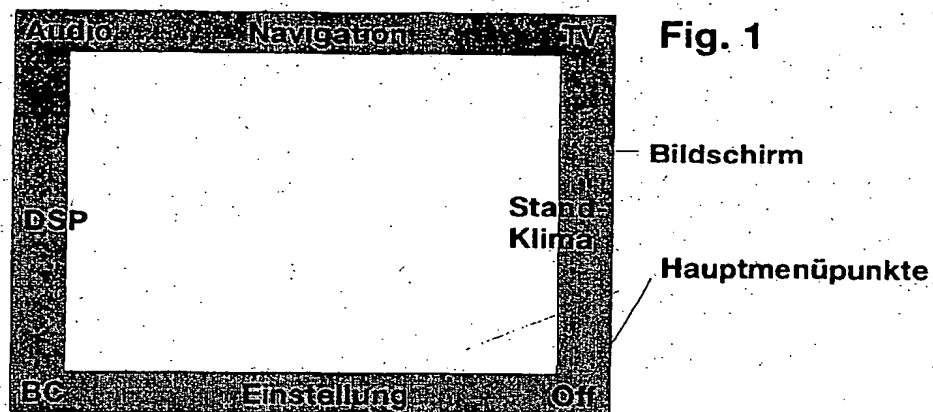 Audio Navigation TV
Fig. 1
Bildschirm
DSP
Stand-
Klima
Hauptmenüpunkte
BC Einstellung Off